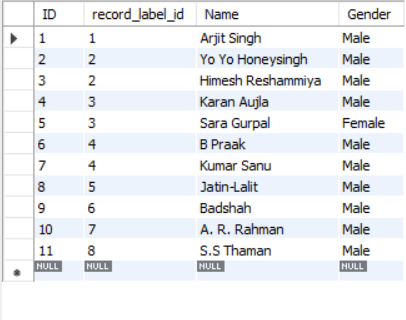 ID record_label_id Name Gender
1 1 Arjit Singh Male
2 2 Yo Yo Honeysingh Male
3 2 Himesh Reshammiya Male
4 3 Karan Aujla Male
5 3 Sara Gurpal Female
6 4 B Praak Male
7 4 Kumar Sanu Male
8 5 Jatin-Lalit Male
9 6 Badshah Male
10 7 A. R. Rahman Male
11 8 S.S Thaman Male
NULL NULL NULL NULL